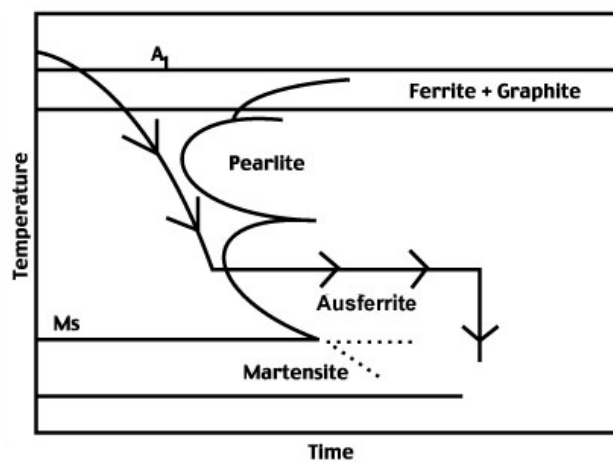 A1
Ferrite + Graphite
Pearlite
Temperature
Ausferrite
Ms
Martensite
Time